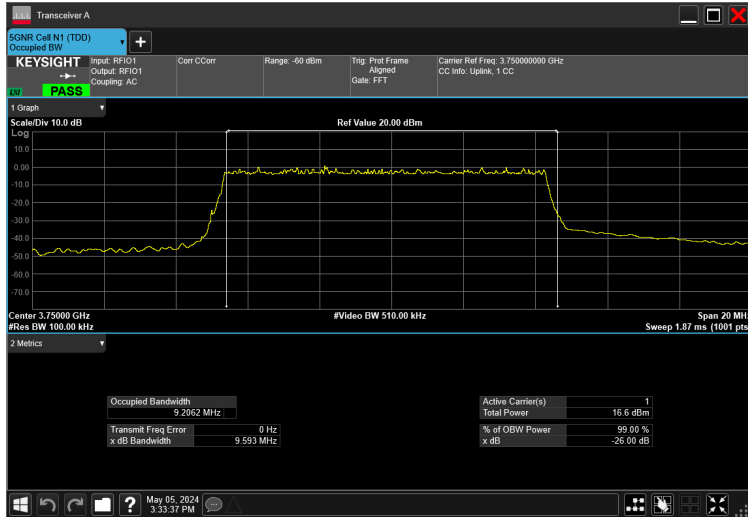 Transceiver A
5GNR Cell N1 (TDD)
Occupied BW
KEYSIGHT
PASS
Input: RFIO1
Output: RFIO1
Coupling: AC
Corr CCorr
Range: -60 dBm
Trig: Prot Frame
Aligned
Gate: FFT
Carrier Ref Freq: 3.750000000 GHz
CC Info: Uplink, 1 CC
1 Graph
Scale/Div 10.0 dB
Ref Value 20.00 dBm
Log
10.0
0.00
-10.0
-20.0
-30.0
-40.0
-50.0
-60.0
-70.0
Center 3.75000 GHz
#Video BW 510.00 kHz
Span 20 MHz
#Res BW 100.00 kHz
Sweep 1.87 ms (1001 pts
2 Metrics
Occupied Bandwidth
9.2062 MHz
Transmit Freq Error 0 Hz
x dB Bandwidth 9.593 MHz
Active Carrier(s) 1
Total Power 16.6 dBm
% of OBW Power 99.00 %
x dB -26.00 dB
May 05, 2024
3:33:37 PM